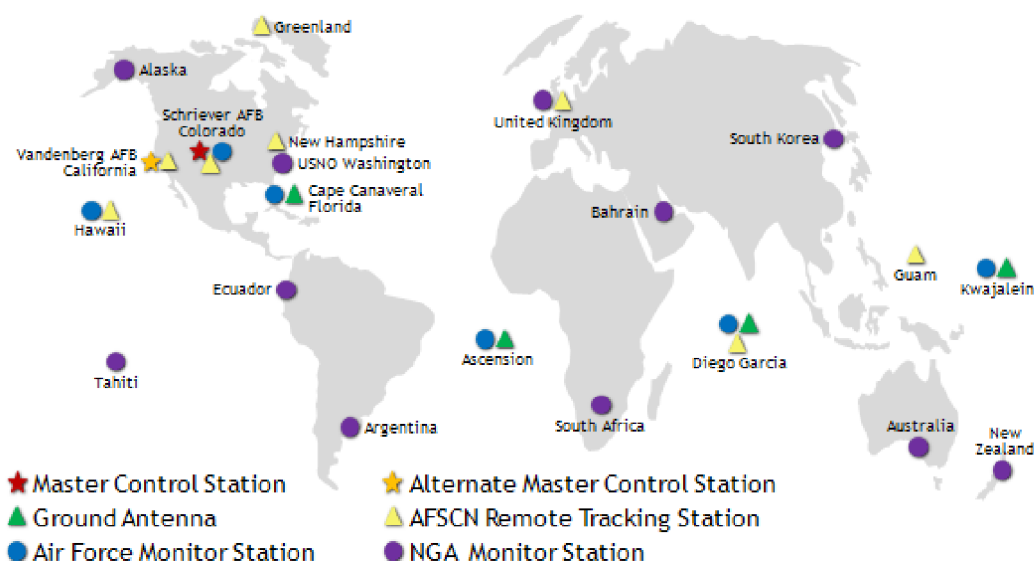 Greenland
Alaska
Schriever AFB
Colorado
United Kingdom
New Hampshire
South Korea
Vandenberg AFB
California
USNO Washington
Cape Canaveral
Florida
Bahrain
Hawaii
Guam
Kwajalein
Ecuador
Ascension
Diego Garcia
Tahiti
Argentina
South Africa
Australia
New
Zealand
Master Control Station
Alternate Master Control Station
Ground Antenna
AFSCN Remote Tracking Station
Air Force Monitor Station
NGA Monitor Station